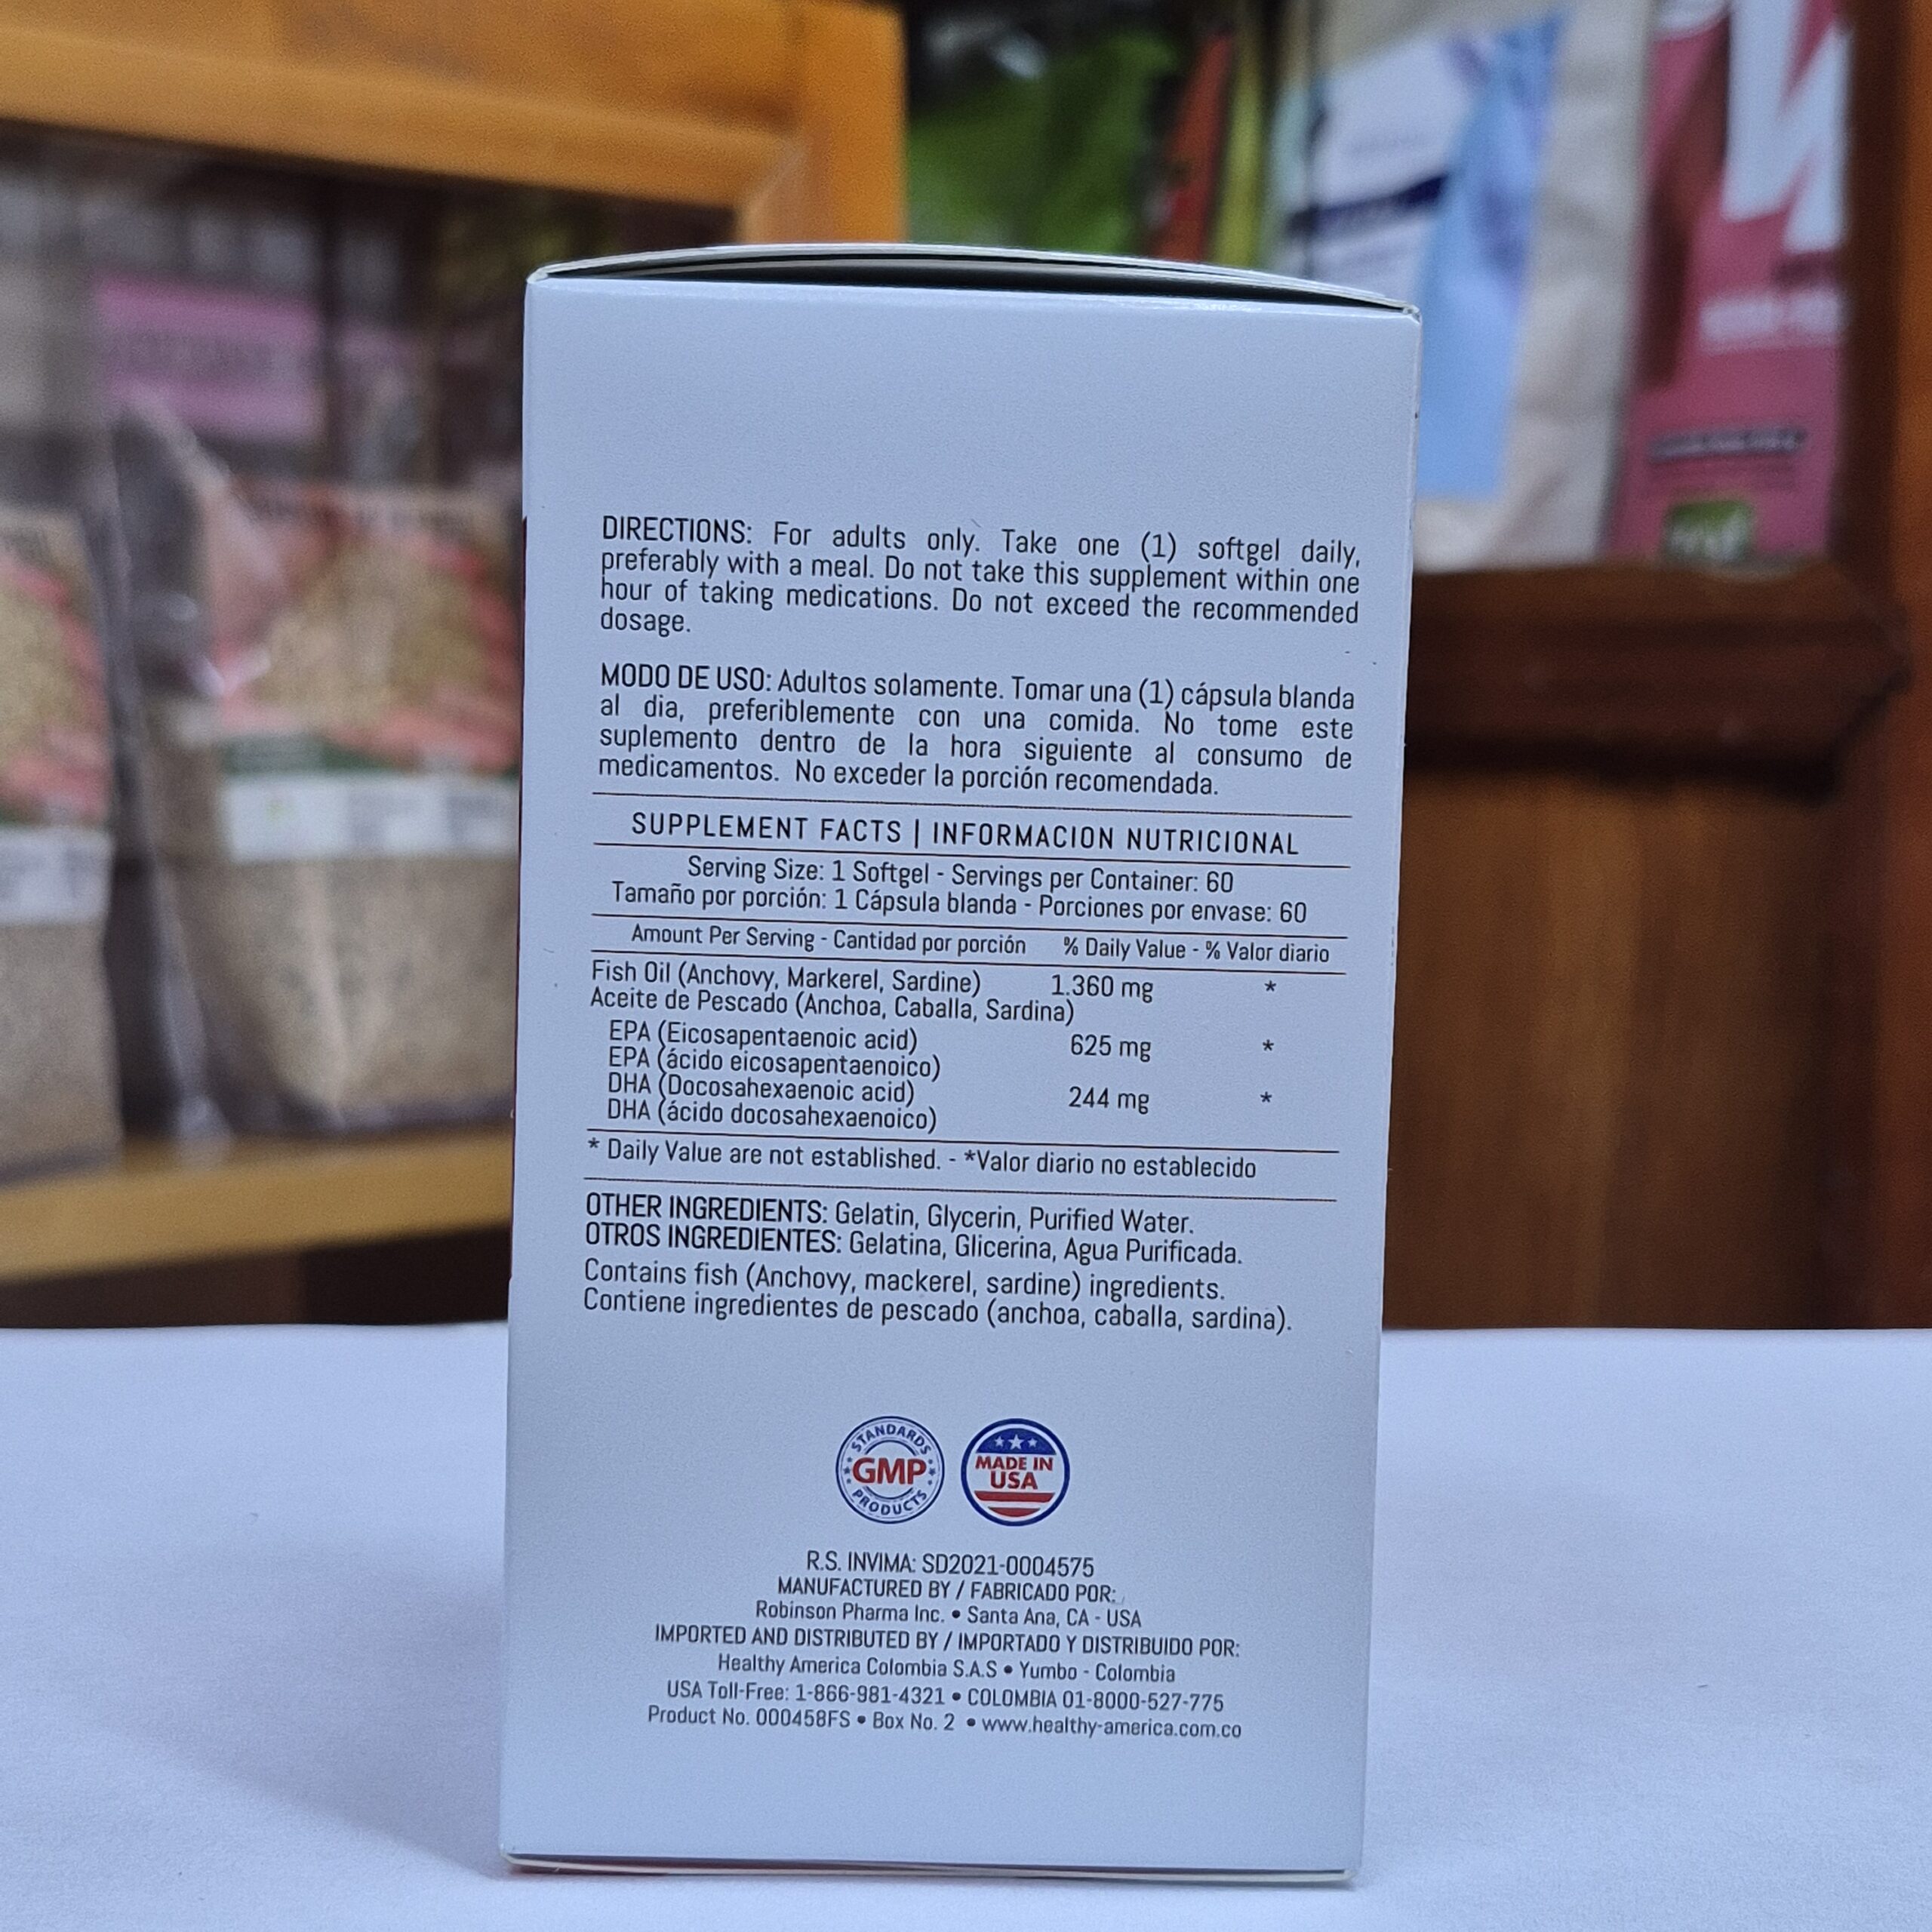 DIRECTIONS: For adults only. Take one (1) softgel daily,
preferably with a meal. Do not take this supplement within one
hour of taking medications. Do not exceed the recommended
dosage.
MODO DE USO: Adultos solamente. Tomar una (1) cápsula blanda
al dia, preferiblemente con una comida. No tome este
suplemento dentro de la hora siguiente al consumo de
medicamentos. No exceder la porción recomendada.
SUPPLEMENT FACTS | INFORMACION NUTRICIONAL
Serving Size: 1 Softgel - Servings per Container: 60
Tamaño por porción: 1 Cápsula blanda - Porciones por envase: 60
Amount Per Serving - Cantidad por porción % Daily Value - % Valor diario
Fish Oil (Anchovy, Markerel, Sardine) 1.360 mg *
Aceite de Pescado (Anchoa, Caballa, Sardina)
EPA (Eicosapentaenoic acid) 625 mg *
EPA (ácido eicosapentaenoico)
DHA (Docosahexaenoic acid) 244 mg *
DHA (ácido docosahexaenoico)
* Daily Value are not established. - *Valor diario no establecido
OTHER INGREDIENTS: Gelatin, Glycerin, Purified Water.
OTROS INGREDIENTES: Gelatina, Glicerina, Agua Purificada.
Contains fish (Anchovy, mackerel, sardine) ingredients.
Contiene ingredientes de pescado (anchoa, caballa, sardina).
STANDARDS
GMP
PRODUCTS
MADE IN
USA
R.S. INVIMA: SD2021-0004575
MANUFACTURED BY / FABRICADO POR:
Robinson Pharma Inc. • Santa Ana, CA - USA
IMPORTED AND DISTRIBUTED BY / IMPORTADO Y DISTRIBUIDO POR:
Healthy America Colombia S.A.S • Yumbo - Colombia
USA Toll-Free: 1-866-981-4321 • COLOMBIA 01-8000-527-775
Product No. 000458FS • Box No. 2 • www.healthy-america.com.co